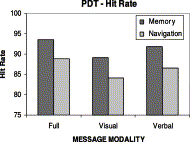 PDT - Hit Rate
Memory
Navigation
Hit Rate
100
95
90
85
80
75
Full
Visual
Verbal
MESSAGE MODALITY